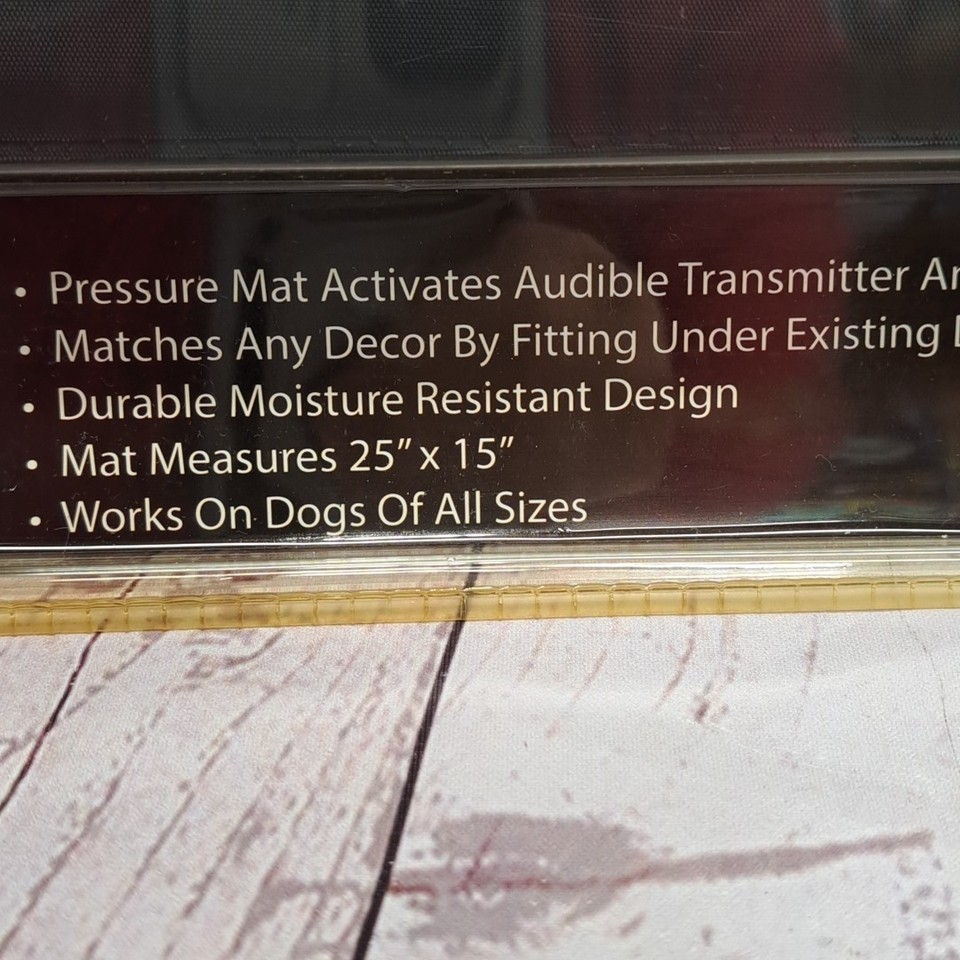 • Pressure Mat Activates Audible Transmitter
• Matches Any Decor By Fitting Under Existing
• Durable Moisture Resistant Design
• Mat Measures 25” x 15”
• Works On Dogs Of All Sizes